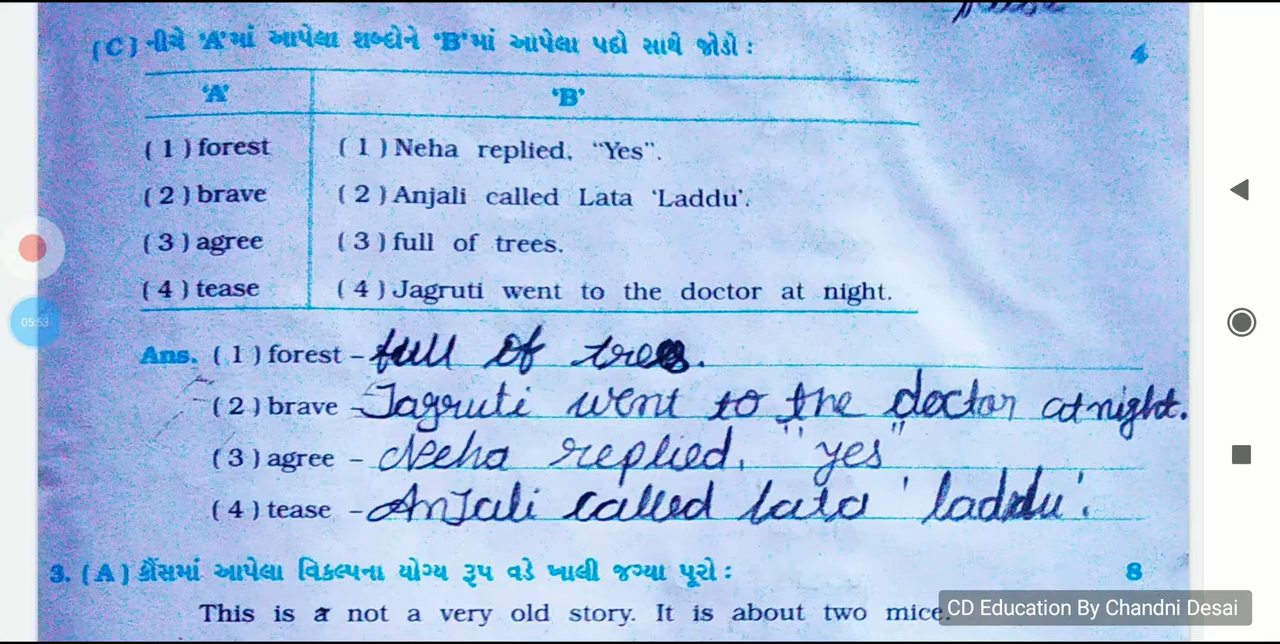 (C) નીચે 'A'માં આપેલા શબ્દોને 'B'માં આપેલા પદો સાથે જોડો : 4
'A' 'B'
(1) forest (1) Neha replied, "Yes".
(2) brave (2) Anjali called Lata 'Laddu'.
(3) agree (3) full of trees.
(4) tease (4) Jagruti went to the doctor at night.
Ans. (1) forest – full of trees.
(2) brave – Jagruti went to the doctor at night.
(3) agree – Neha replied, "yes"
(4) tease – Anjali called lata 'laddu'.
3. (A) કૌંસમાં આપેલા વિકલ્પના યોગ્ય રૂપ વડે ખાલી જગ્યા પૂરો : 8
This is a not a very old story. It is about two mice.
CD Education By Chandni Desai
05:53